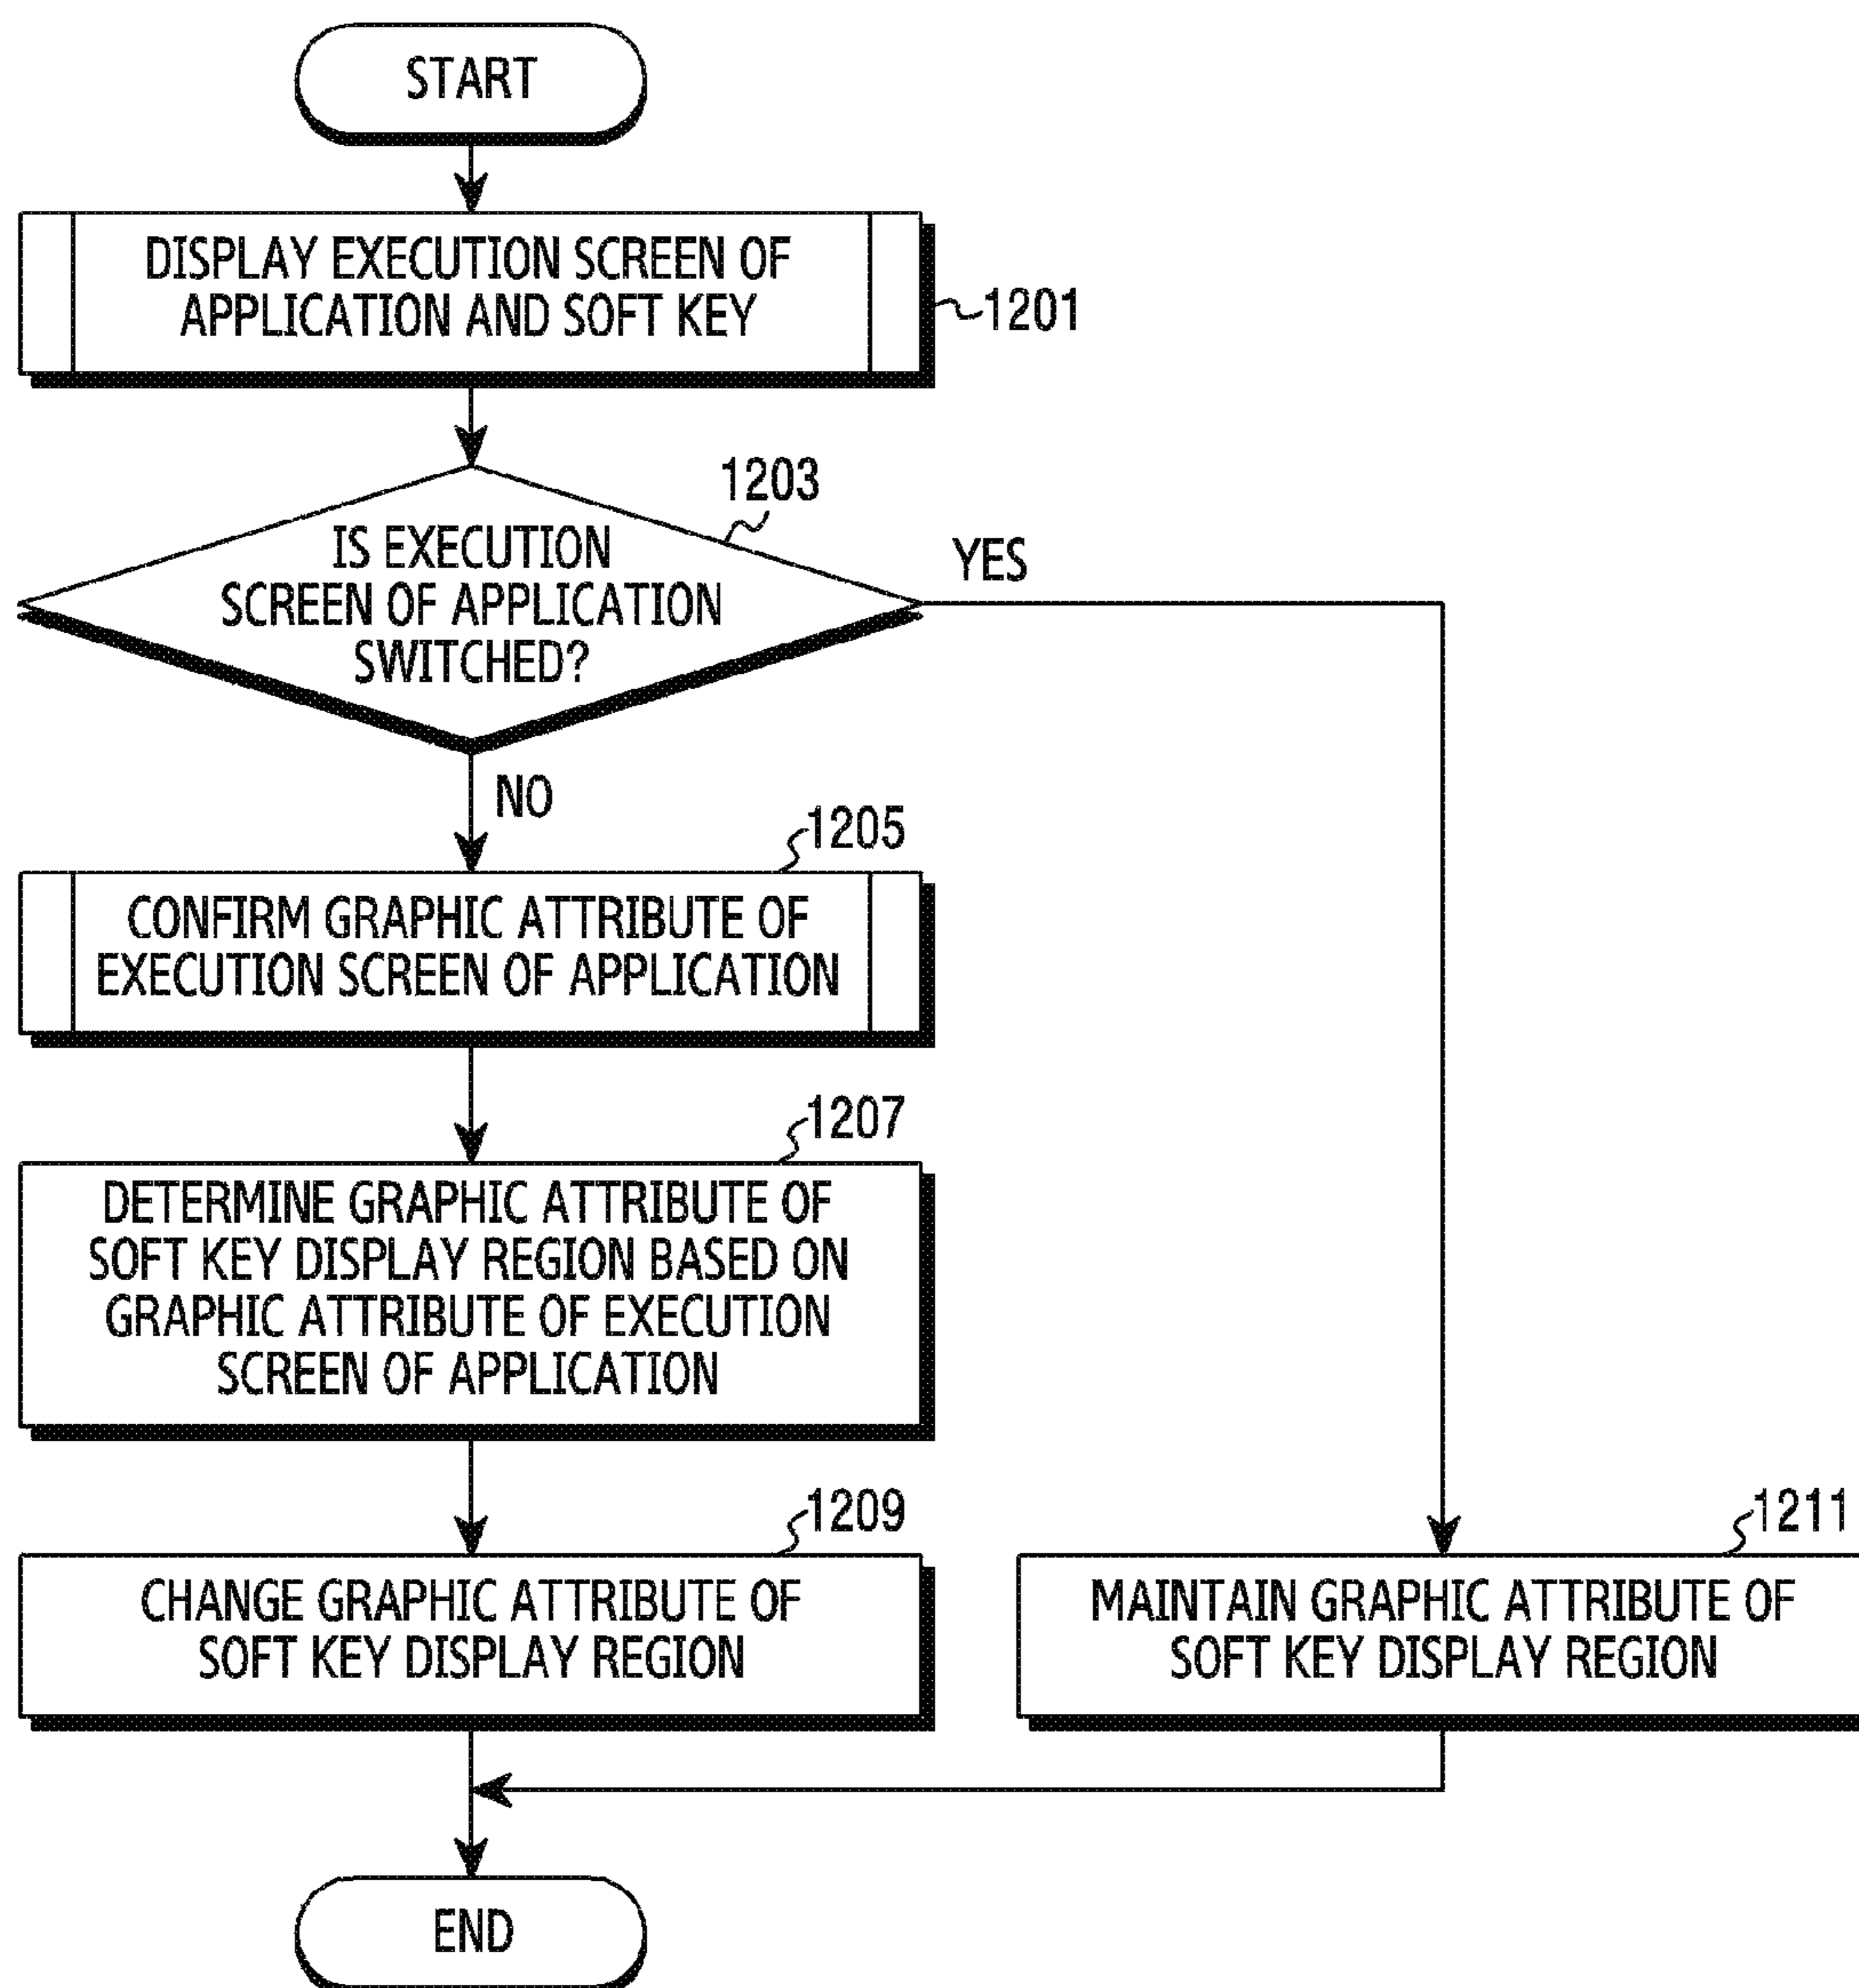 START
DISPLAY EXECUTION SCREEN OF
APPLICATION AND SOFT KEY
1201
1203
IS EXECUTION
SCREEN OF APPLICATION
SWITCHED?
YES
NO
1205
CONFIRM GRAPHIC ATTRIBUTE OF
EXECUTION SCREEN OF APPLICATION
1207
DETERMINE GRAPHIC ATTRIBUTE OF
SOFT KEY DISPLAY REGION BASED ON
GRAPHIC ATTRIBUTE OF EXECUTION
SCREEN OF APPLICATION
1209
CHANGE GRAPHIC ATTRIBUTE OF
SOFT KEY DISPLAY REGION
1211
MAINTAIN GRAPHIC ATTRIBUTE OF
SOFT KEY DISPLAY REGION
END